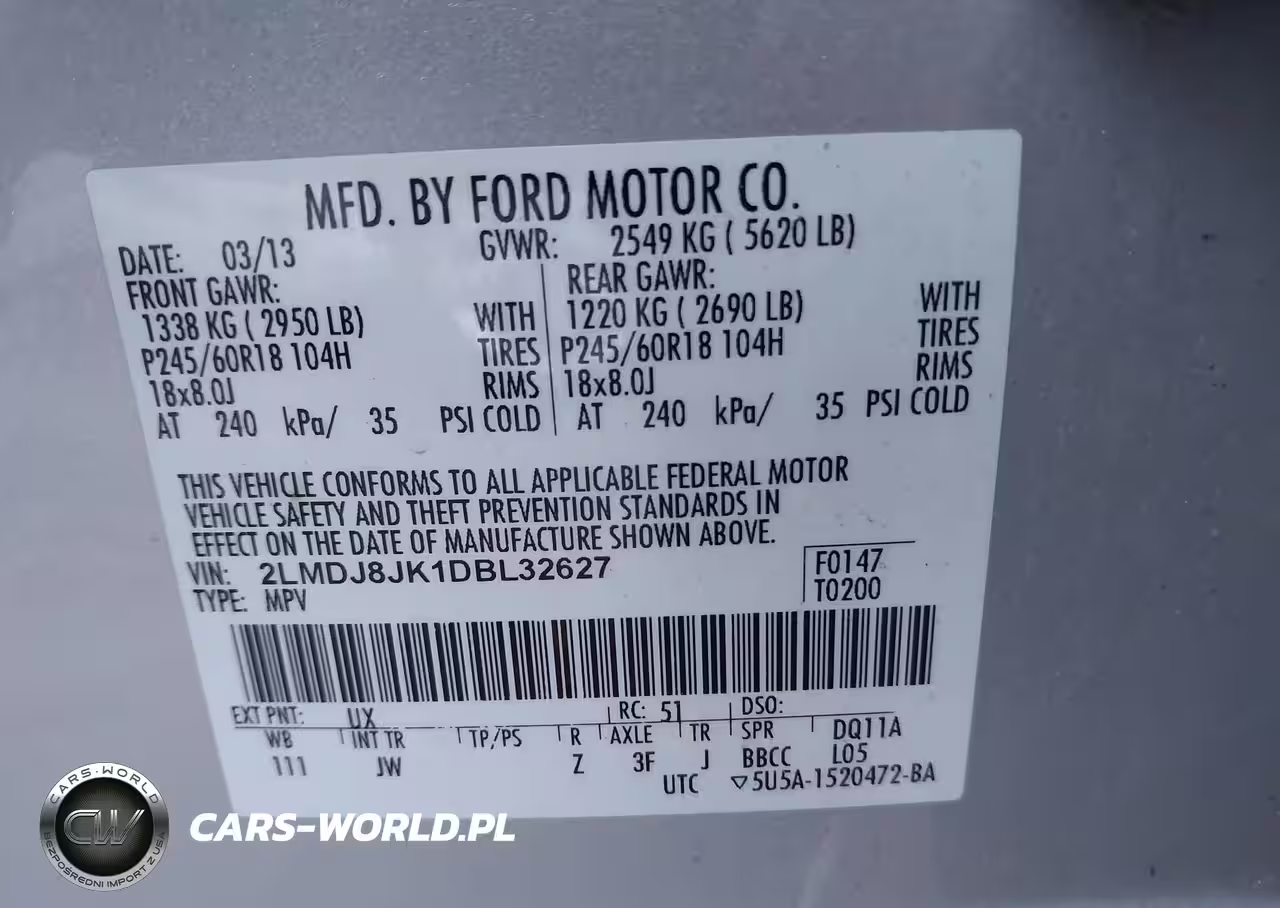 MFD. BY FORD MOTOR CO.
DATE: 03/13 GVWR: 2549 KG ( 5620 LB)
FRONT GAWR: REAR GAWR:
1338 KG ( 2950 LB) WITH 1220 KG ( 2690 LB) WITH
P245/60R18 104H TIRES P245/60R18 104H TIRES
18x8.0J RIMS 18x8.0J RIMS
AT 240 kPa/ 35 PSI COLD AT 240 kPa/ 35 PSI COLD
THIS VEHICLE CONFORMS TO ALL APPLICABLE FEDERAL MOTOR
VEHICLE SAFETY AND THEFT PREVENTION STANDARDS IN
EFFECT ON THE DATE OF MANUFACTURE SHOWN ABOVE.
VIN: 2LMDJ8JK1DBL32627 F0147
TYPE: MPV T0200
EXT PNT: UX RC: 51 DSO:
WB INT TR TP/PS R AXLE TR SPR DQ11A
111 JW Z 3F J BBCC L05
UTC ▽5U5A-1520472-BA
CARS-WORLD
CW
BEZPOŚREDNI IMPORT Z USA
CARS-WORLD.PL